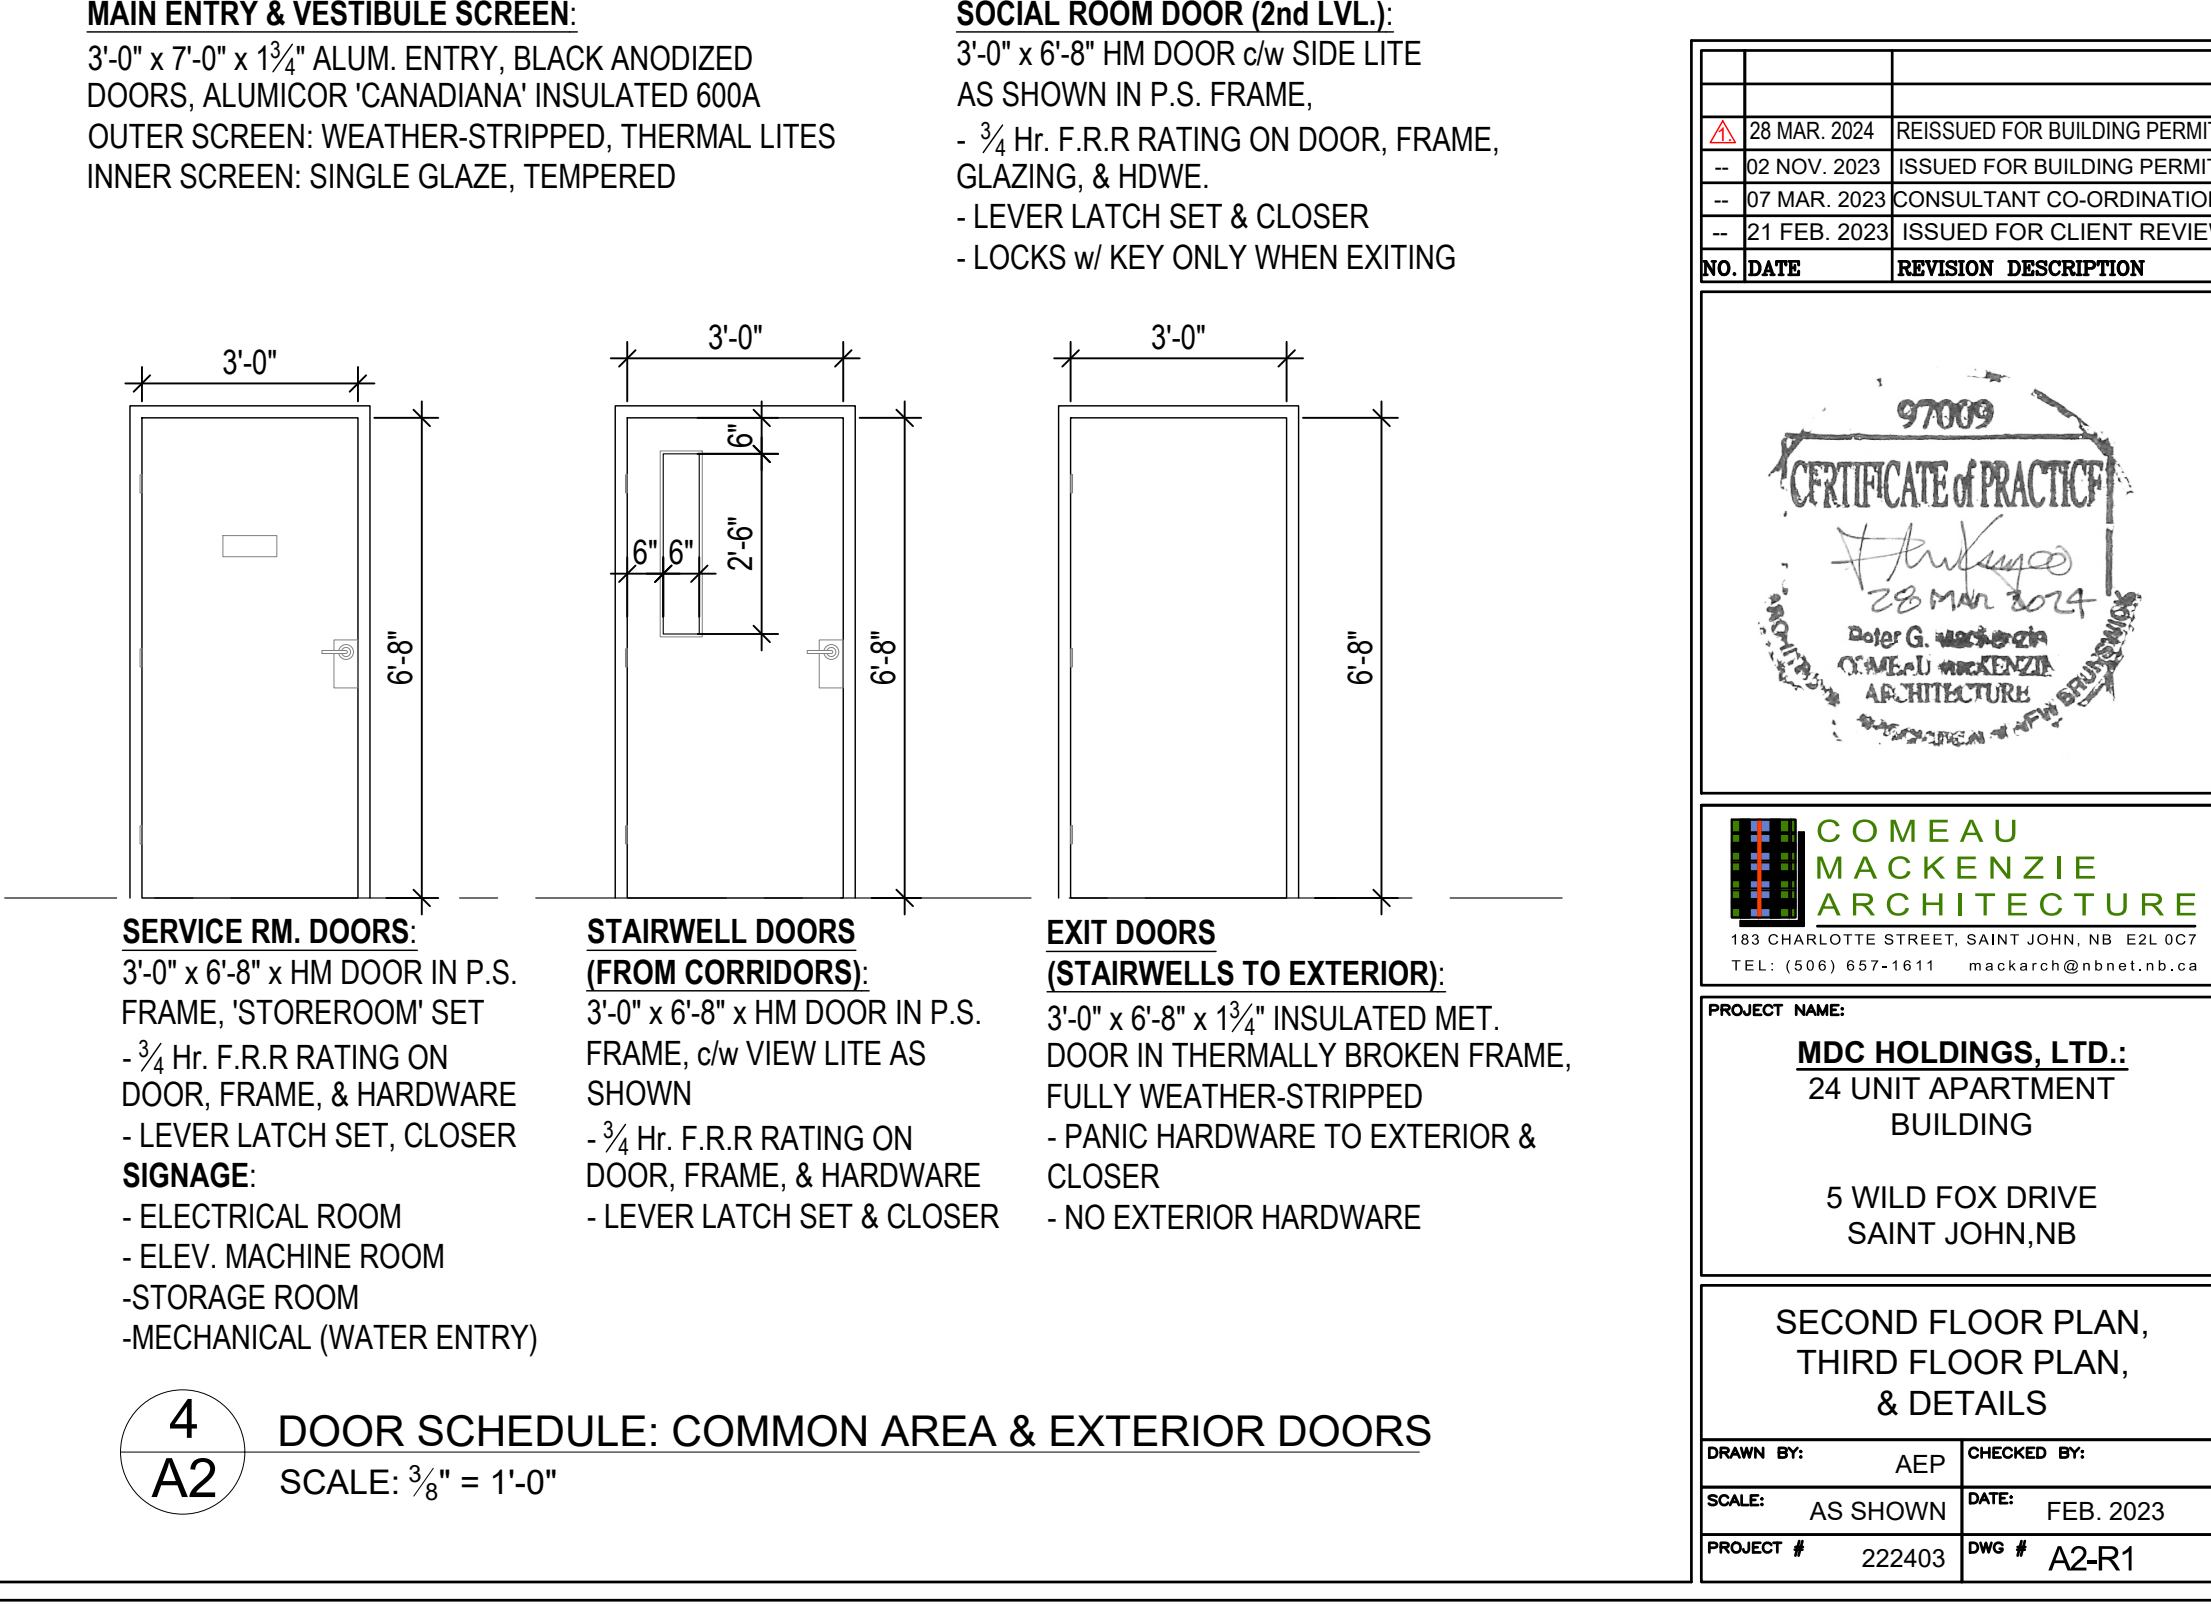 MAIN ENTRY & VESTIBULE SCREEN:
3'-0" x 7'-0" x 1¾" ALUM. ENTRY, BLACK ANODIZED
DOORS, ALUMICOR 'CANADIANA' INSULATED 600A
OUTER SCREEN: WEATHER-STRIPPED, THERMAL LITES
INNER SCREEN: SINGLE GLAZE, TEMPERED
SOCIAL ROOM DOOR (2nd LVL.):
3'-0" x 6'-8" HM DOOR c/w SIDE LITE
AS SHOWN IN P.S. FRAME,
- ¾ Hr. F.R.R RATING ON DOOR, FRAME,
GLAZING, & HDWE.
- LEVER LATCH SET & CLOSER
- LOCKS w/ KEY ONLY WHEN EXITING
3'-0"
6'-8"
3'-0"
6"
2'-6"
6" 6"
6'-8"
3'-0"
6'-8"
SERVICE RM. DOORS:
3'-0" x 6'-8" x HM DOOR IN P.S.
FRAME, 'STOREROOM' SET
- ¾ Hr. F.R.R RATING ON
DOOR, FRAME, & HARDWARE
- LEVER LATCH SET, CLOSER
SIGNAGE:
- ELECTRICAL ROOM
- ELEV. MACHINE ROOM
-STORAGE ROOM
-MECHANICAL (WATER ENTRY)
STAIRWELL DOORS
(FROM CORRIDORS):
3'-0" x 6'-8" x HM DOOR IN P.S.
FRAME, c/w VIEW LITE AS
SHOWN
- ¾ Hr. F.R.R RATING ON
DOOR, FRAME, & HARDWARE
- LEVER LATCH SET & CLOSER
EXIT DOORS
(STAIRWELLS TO EXTERIOR):
3'-0" x 6'-8" x 1¾" INSULATED MET.
DOOR IN THERMALLY BROKEN FRAME,
FULLY WEATHER-STRIPPED
- PANIC HARDWARE TO EXTERIOR &
CLOSER
- NO EXTERIOR HARDWARE
4
A2
DOOR SCHEDULE: COMMON AREA & EXTERIOR DOORS
SCALE: ⅜" = 1'-0"
1. 28 MAR. 2024 REISSUED FOR BUILDING PERMIT
-- 02 NOV. 2023 ISSUED FOR BUILDING PERMIT
-- 07 MAR. 2023 CONSULTANT CO-ORDINATION
-- 21 FEB. 2023 ISSUED FOR CLIENT REVIEW
NO. DATE REVISION DESCRIPTION
97009
CERTIFICATE of PRACTICE
28 MAR 2024
Peter G. MacKenzie
COMEAU MacKENZIE
ARCHITECTURE
COMEAU
MACKENZIE
ARCHITECTURE
183 CHARLOTTE STREET, SAINT JOHN, NB E2L 0C7
TEL: (506) 657-1611 mackarch@nbnet.nb.ca
PROJECT NAME:
MDC HOLDINGS, LTD.:
24 UNIT APARTMENT
BUILDING
5 WILD FOX DRIVE
SAINT JOHN,NB
SECOND FLOOR PLAN,
THIRD FLOOR PLAN,
& DETAILS
DRAWN BY: AEP CHECKED BY:
SCALE: AS SHOWN DATE: FEB. 2023
PROJECT # 222403 DWG # A2-R1